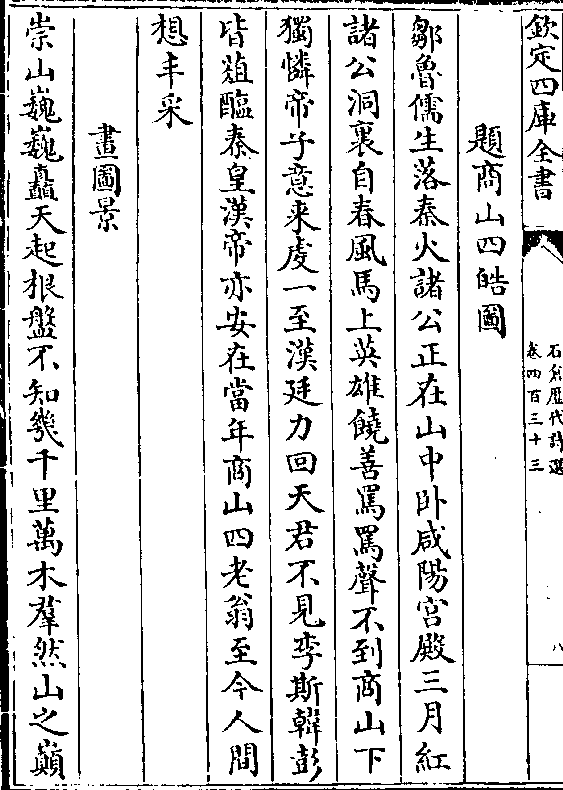 欽定四庫全書
石倉歷代詩選
卷四百三十三
八
題商山四皓圖
鄒魯儒生落秦火諸公正在山中卧咸陽宫殿三月紅
諸公洞裏自春風馬上英雄饒善罵罵聲不到商山下
獨憐帝子意來虔一至漢廷力回天君不見李斯韓彭
皆葅醢秦皇漢帝亦安在當年商山四老翁至今人間
想丰采
畫圖景
崇山巍巍矗天起根盤不知幾千里萬木羣然山之巔